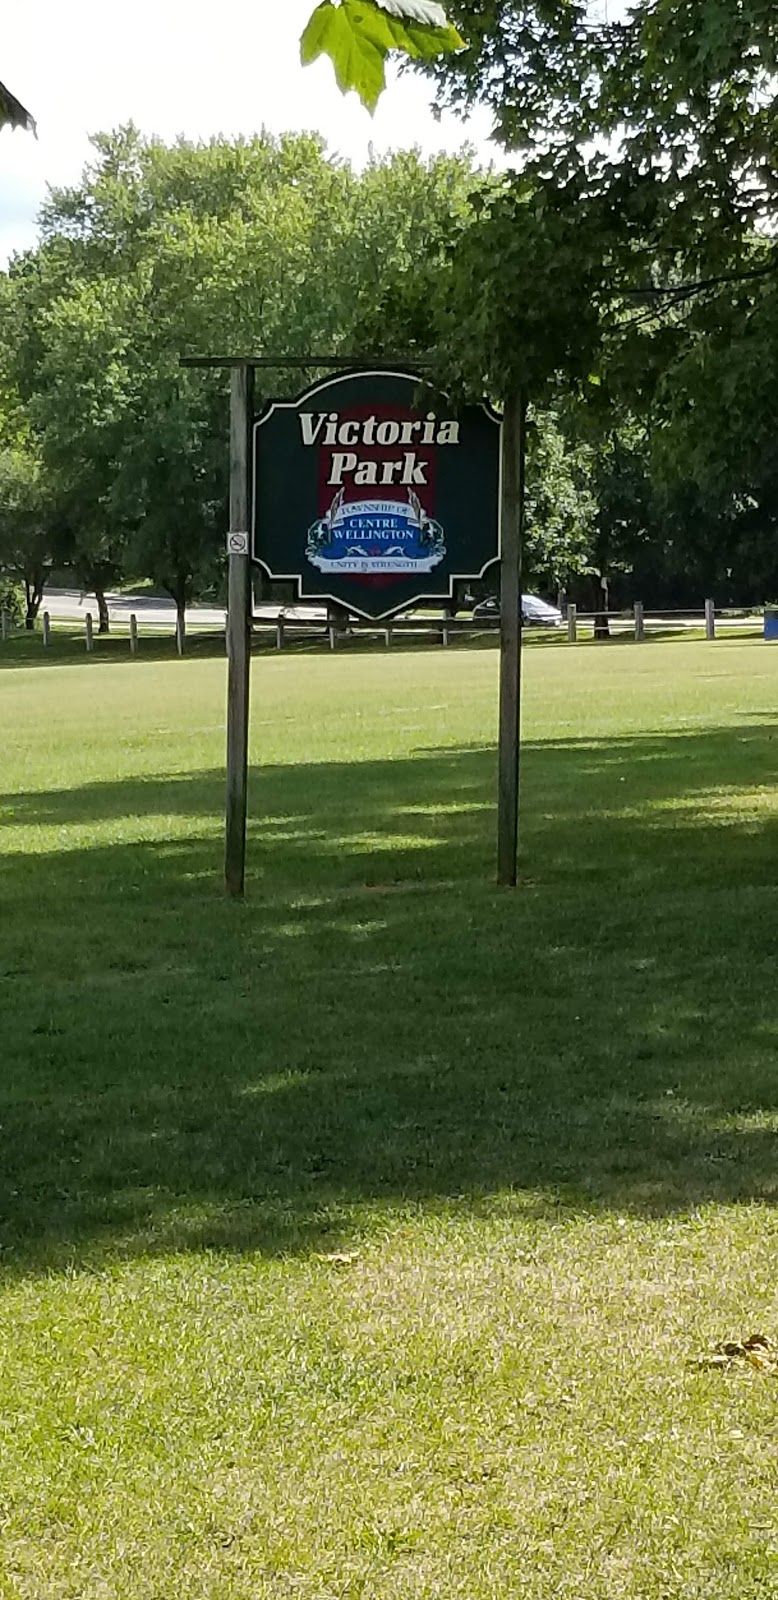 Victoria
Park
TOWNSHIP OF
CENTRE
WELLINGTON
UNITY IS STRENGTH